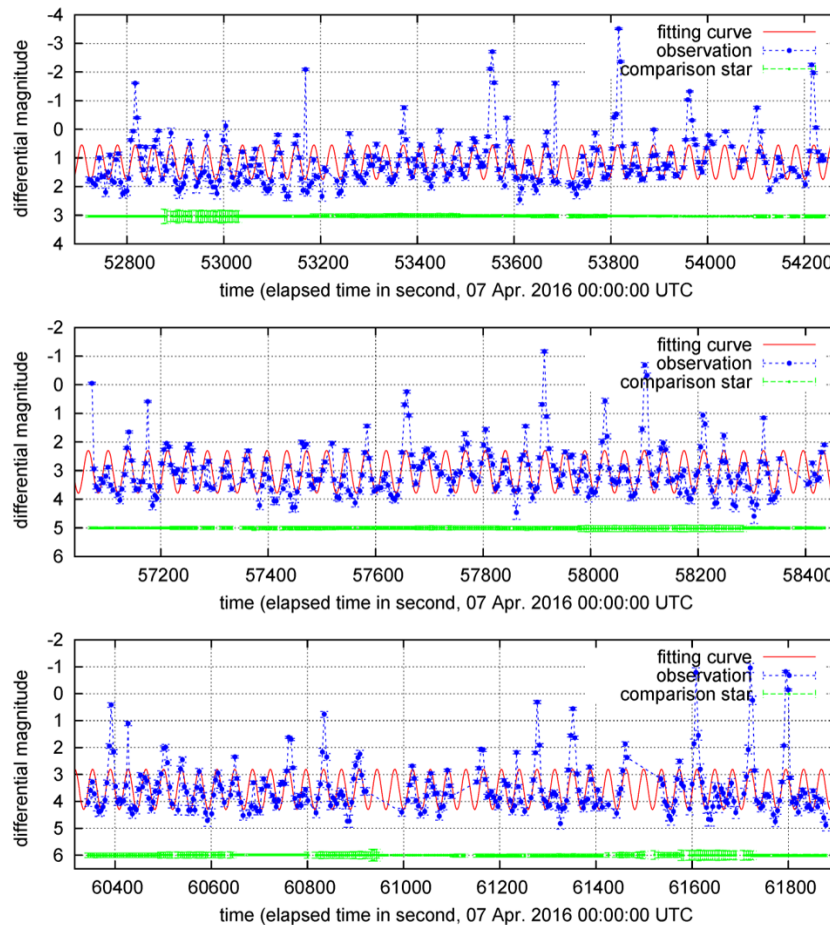 -4
-3
-2
-1
0
1
2
3
4
differential magnitude
fitting curve
observation
comparison star
52800 53000 53200 53400 53600 53800 54000 54200
time (elapsed time in second, 07 Apr. 2016 00:00:00 UTC
-2
-1
0
1
2
3
4
5
6
differential magnitude
fitting curve
observation
comparison star
57200 57400 57600 57800 58000 58200 58400
time (elapsed time in second, 07 Apr. 2016 00:00:00 UTC
-2
-1
0
1
2
3
4
5
6
differential magnitude
fitting curve
observation
comparison star
60400 60600 60800 61000 61200 61400 61600 61800
time (elapsed time in second, 07 Apr. 2016 00:00:00 UTC